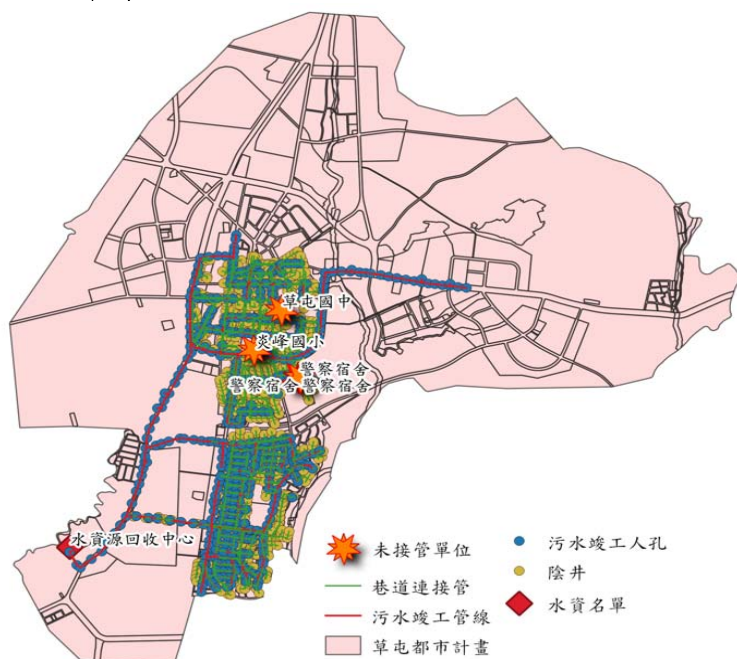 草屯國中
炎峰國小
警察宿舍
警察宿舍警察宿舍
水資源回收中心
未接管單位
巷道連接管
污水竣工管線
草屯都市計畫
污水竣工人孔
陰井
水資名單